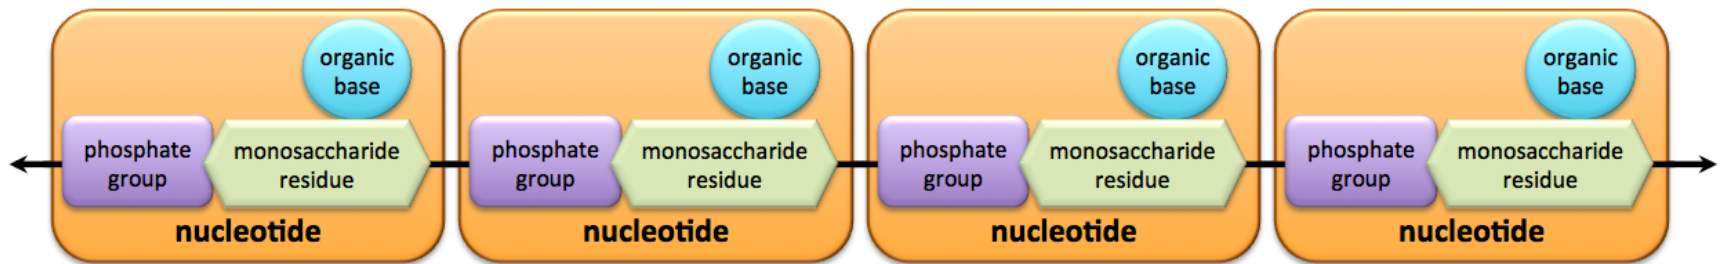 organic
base
phosphate
group
monosaccharide
residue
nucleotide
organic
base
phosphate
group
monosaccharide
residue
nucleotide
organic
base
phosphate
group
monosaccharide
residue
nucleotide
organic
base
phosphate
group
monosaccharide
residue
nucleotide